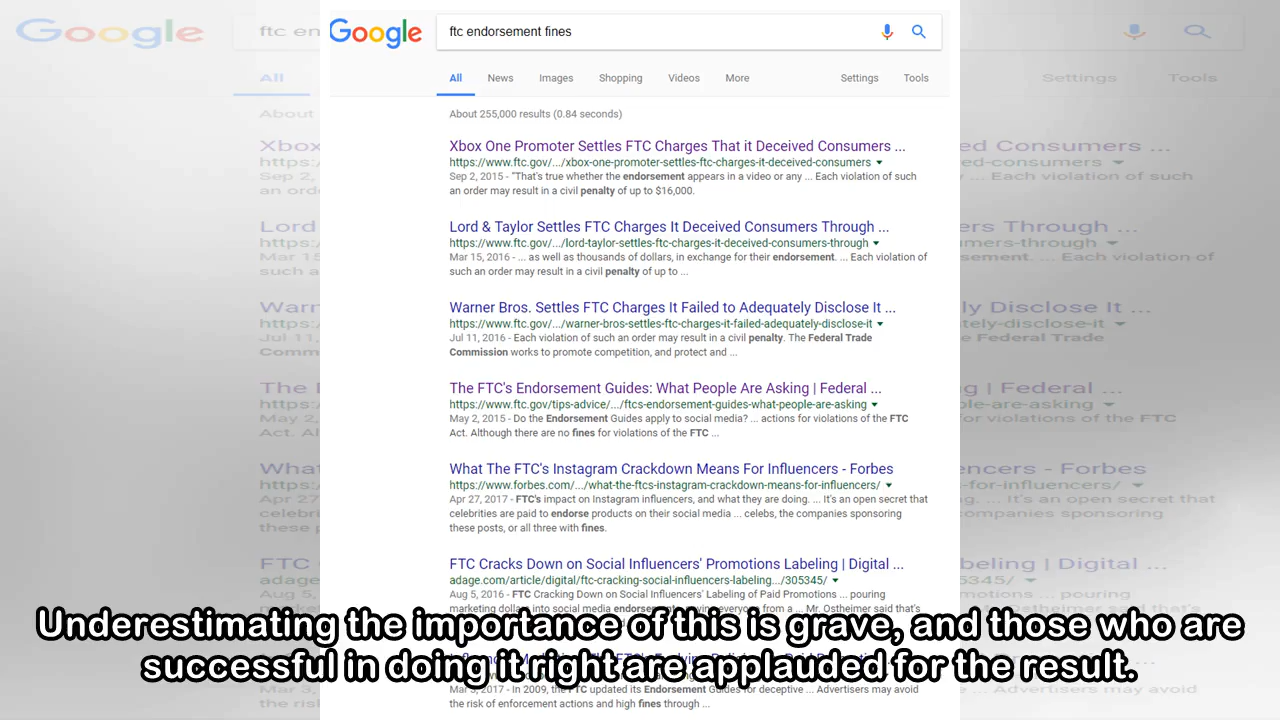 Google
ftc endorsement fines
All News Images Shopping Videos More Settings Tools
About 255,000 results (0.84 seconds)
Xbox One Promoter Settles FTC Charges That it Deceived Consumers ...
https://www.ftc.gov/.../xbox-one-promoter-settles-ftc-charges-it-deceived-consumers
Sep 2, 2015 - "That's true whether the endorsement appears in a video or any ... Each violation of such
an order may result in a civil penalty of up to $16,000.
Lord & Taylor Settles FTC Charges It Deceived Consumers Through ...
https://www.ftc.gov/.../lord-taylor-settles-ftc-charges-it-deceived-consumers-through
Mar 15, 2016 - ... as well as thousands of dollars, in exchange for their endorsement. ... Each violation of
such an order may result in a civil penalty of up to ...
Warner Bros. Settles FTC Charges It Failed to Adequately Disclose It ...
https://www.ftc.gov/.../warner-bros-settles-ftc-charges-it-failed-adequately-disclose-it
Jul 11, 2016 - Each violation of such an order may result in a civil penalty. The Federal Trade
Commission works to promote competition, and protect and ...
The FTC's Endorsement Guides: What People Are Asking | Federal ...
https://www.ftc.gov/tips-advice/.../ftcs-endorsement-guides-what-people-are-asking
May 2, 2015 - Do the Endorsement Guides apply to social media? ... actions for violations of the FTC
Act. Although there are no fines for violations of the FTC ...
What The FTC's Instagram Crackdown Means For Influencers - Forbes
https://www.forbes.com/.../what-the-ftcs-instagram-crackdown-means-for-influencers/
Apr 27, 2017 - FTC's impact on Instagram influencers, and what they are doing. ... It's an open secret that
celebrities are paid to endorse products on their social media ... celebs, the companies sponsoring
these posts, or all three with fines.
FTC Cracks Down on Social Influencers' Promotions Labeling | Digital ...
adage.com/article/digital/ftc-cracking-social-influencers-labeling.../305345/
Aug 5, 2016 - FTC Cracking Down on Social Influencers' Labeling of Paid Promotions ... pouring
marketing dollars into social media ... everyone from a ... Mr. Ostheimer said that's
Underestimating the importance of this is grave, and those who are
successful in doing it right are applauded for the result.
Mar 3, 2017 - In 2009, the FTC updated its Endorsement Guides for deceptive ... Advertisers may avoid
the risk of enforcement actions and high fines through ...